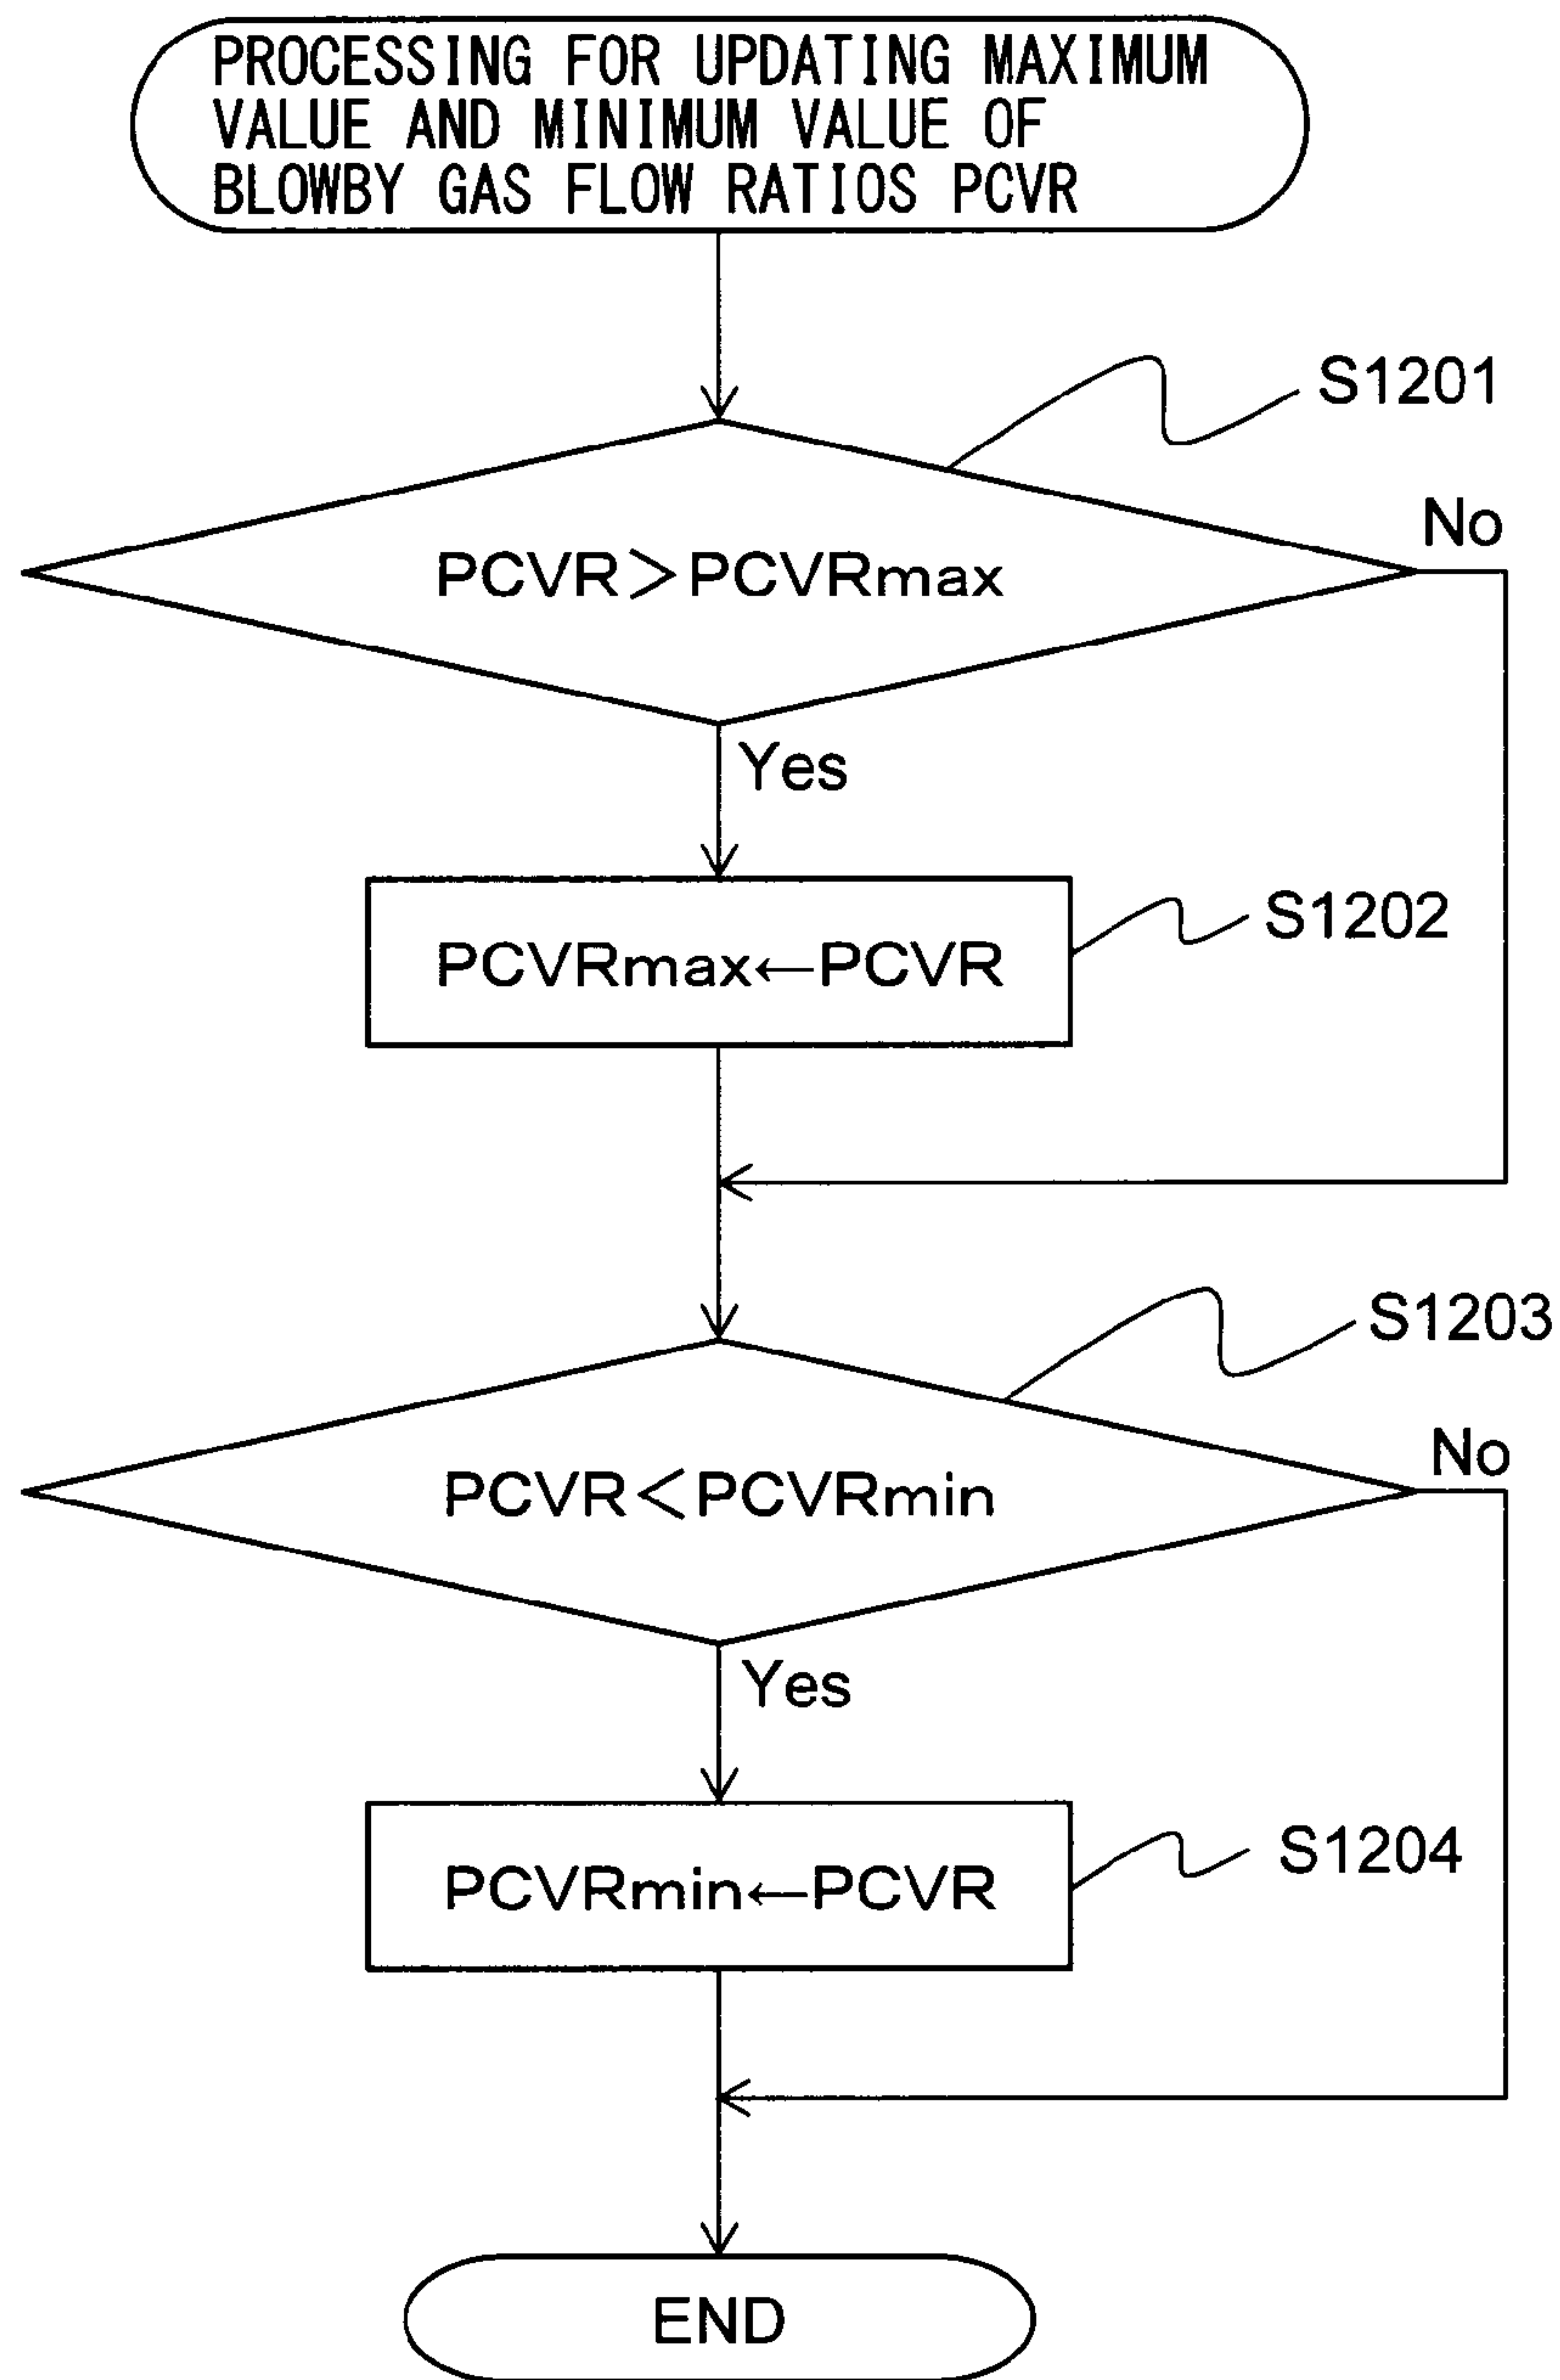 PROCESSING FOR UPDATING MAXIMUM
VALUE AND MINIMUM VALUE OF
BLOWBY GAS FLOW RATIOS PCVR
S1201
No
PCVR>PCVRmax
Yes
S1202
PCVRmax←PCVR
S1203
No
PCVR<PCVRmin
Yes
S1204
PCVRmin←PCVR
END